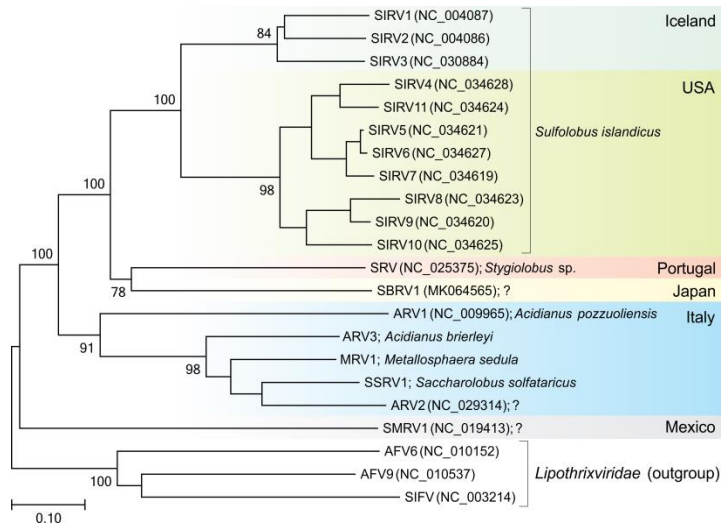 SIRV1 (NC_004087)
Iceland
84
SIRV2 (NC_004086)
SIRV3 (NC_030884)
SIRV4 (NC_034628)
USA
100
SIRV11 (NC_034624)
SIRV5 (NC_034621)
Sulfolobus islandicus
SIRV6 (NC_034627)
98
SIRV7 (NC_034619)
100
SIRV8 (NC_034623)
SIRV9 (NC_034620)
100
SIRV10 (NC_034625)
SRV (NC_025375); Stygiolobus sp.
Portugal
78
SBRV1 (MK064565); ?
Japan
ARV1 (NC_009965); Acidianus pozzuoliensis
Italy
91
ARV3; Acidianus brierleyi
98
MRV1; Metallosphaera sedula
SSRV1; Saccharolobus solfataricus
ARV2 (NC_029314); ?
SMRV1 (NC_019413); ?
Mexico
AFV6 (NC_010152)
100
AFV9 (NC_010537)
Lipothrixviridae (outgroup)
SIFV (NC_003214)
0.10